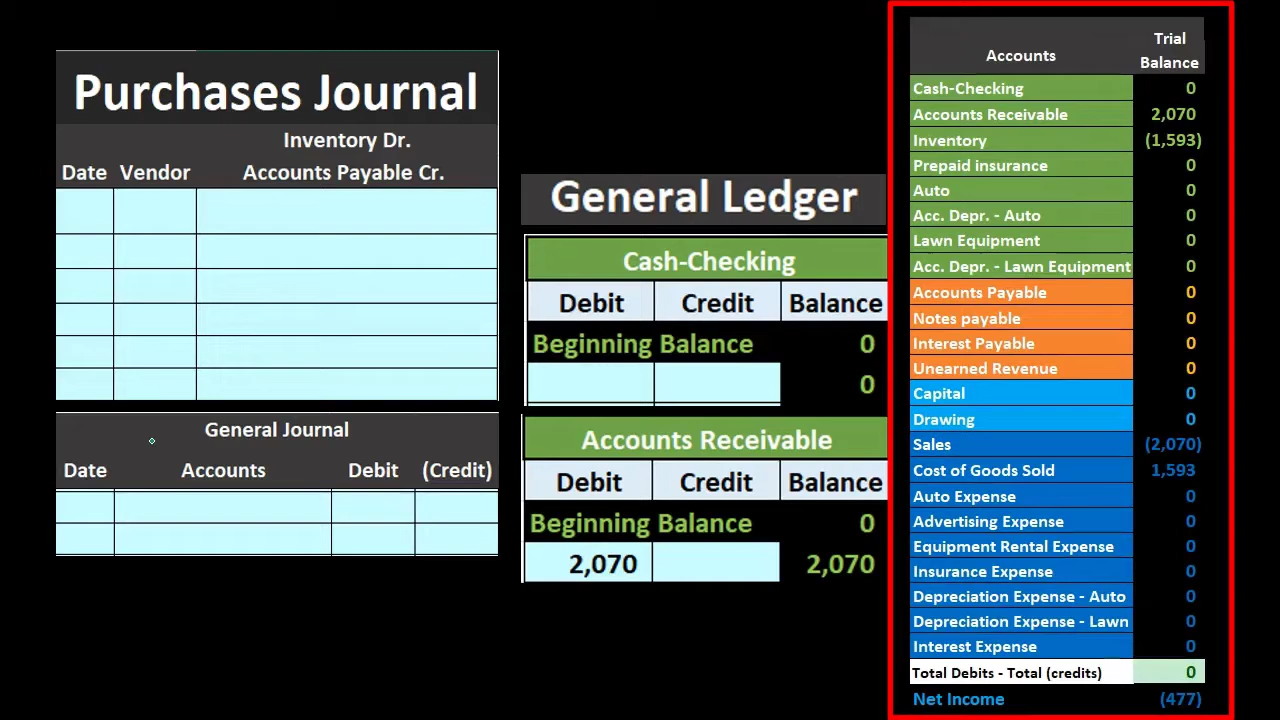 Purchases Journal
Inventory Dr.
Date Vendor Accounts Payable Cr.
General Journal
Date Accounts Debit (Credit)
General Ledger
Cash-Checking
Debit Credit Balance
Beginning Balance 0
0
Accounts Receivable
Debit Credit Balance
Beginning Balance 0
2,070 2,070
Trial
Accounts Balance
Cash-Checking 0
Accounts Receivable 2,070
Inventory (1,593)
Prepaid insurance 0
Auto 0
Acc. Depr. - Auto 0
Lawn Equipment 0
Acc. Depr. - Lawn Equipment 0
Accounts Payable 0
Notes payable 0
Interest Payable 0
Unearned Revenue 0
Capital 0
Drawing 0
Sales (2,070)
Cost of Goods Sold 1,593
Auto Expense 0
Advertising Expense 0
Equipment Rental Expense 0
Insurance Expense 0
Depreciation Expense - Auto 0
Depreciation Expense - Lawn 0
Interest Expense 0
Total Debits - Total (credits) 0
Net Income (477)